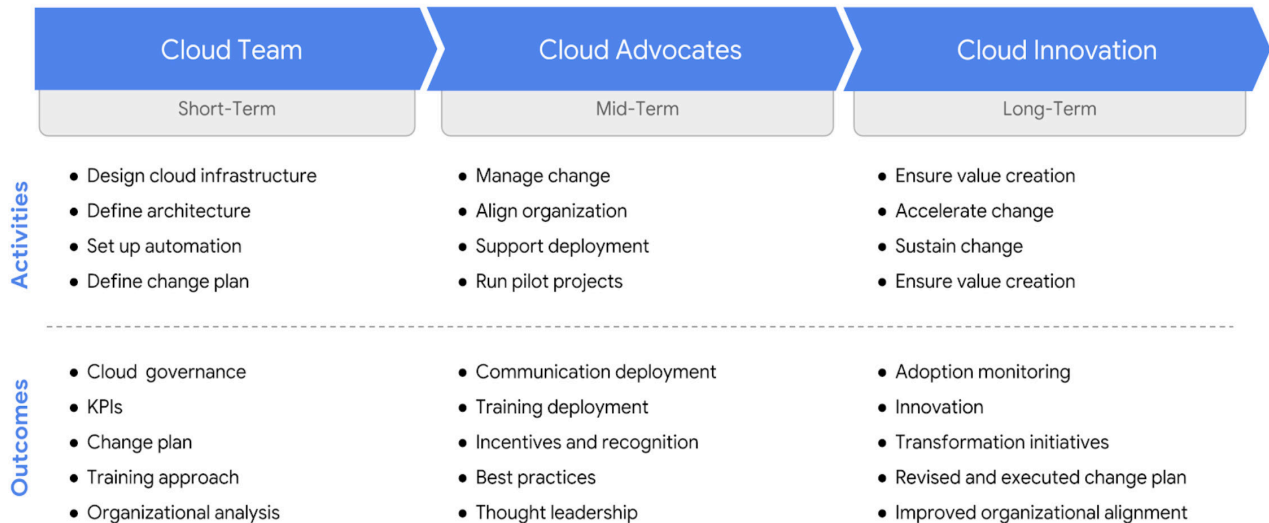 Cloud Team
Cloud Advocates
Cloud Innovation
Short-Term
Mid-Term
Long-Term
Activities
• Design cloud infrastructure
• Define architecture
• Set up automation
• Define change plan
• Manage change
• Align organization
• Support deployment
• Run pilot projects
• Ensure value creation
• Accelerate change
• Sustain change
• Ensure value creation
Outcomes
• Cloud governance
• KPIs
• Change plan
• Training approach
• Organizational analysis
• Communication deployment
• Training deployment
• Incentives and recognition
• Best practices
• Thought leadership
• Adoption monitoring
• Innovation
• Transformation initiatives
• Revised and executed change plan
• Improved organizational alignment